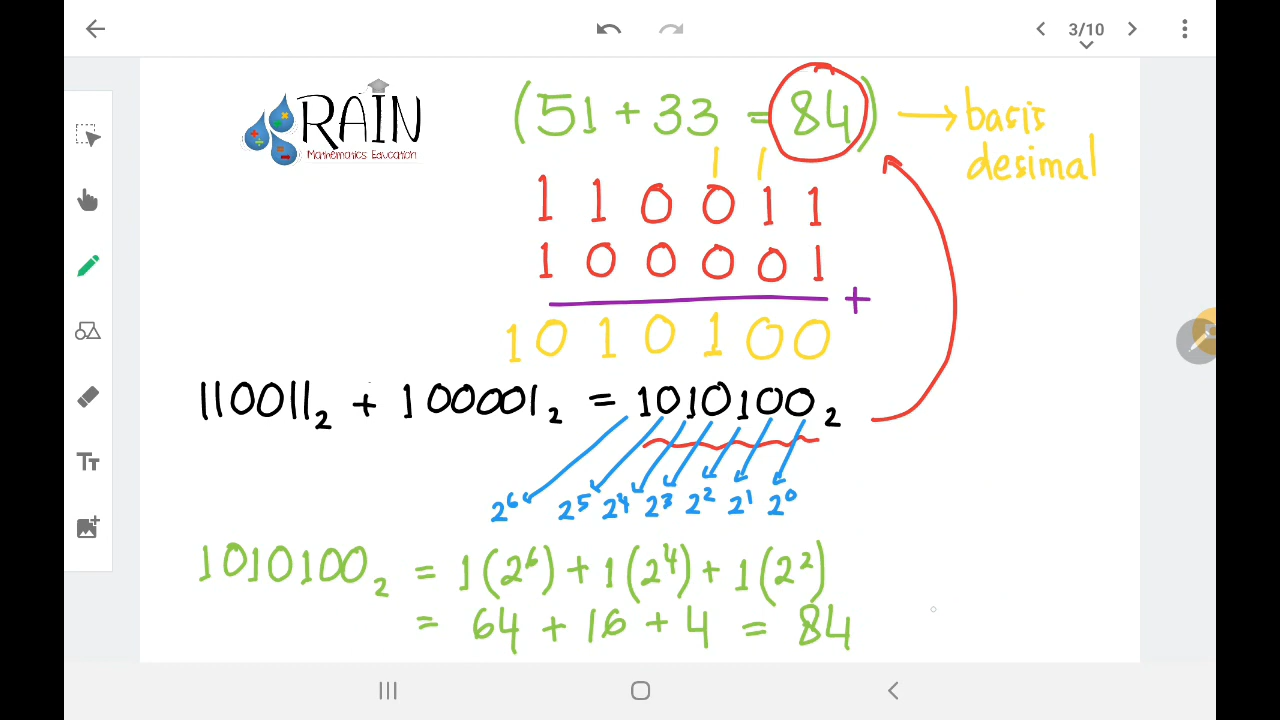 3/10
RAIN
Mathematics Education
(51 + 33 = 84) → basis
desimal
1 1
1 1 0 0 1 1
1 0 0 0 0 1
+
1 0 1 0 1 0 0
110011₂ + 100001₂ = 1010100₂
2⁶ 2⁵ 2⁴ 2³ 2² 2¹ 2⁰
1010100₂ = 1(2⁶) + 1(2⁴) + 1(2²)
= 64 + 16 + 4 = 84
Tт